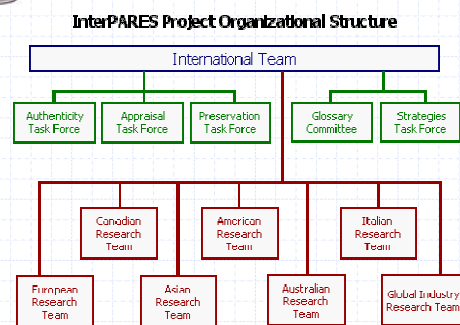 InterPARES Project Organizational Structure
International Team
Authenticity
Task Force
Appraisal
Task Force
Preservation
Task Force
Glossary
Committee
Strategies
Task Force
Canadian
Research
Team
American
Research
Team
Italian
Research
Team
European
Research
Team
Asian
Research
Team
Australian
Research
Team
Global Industry
Research Team